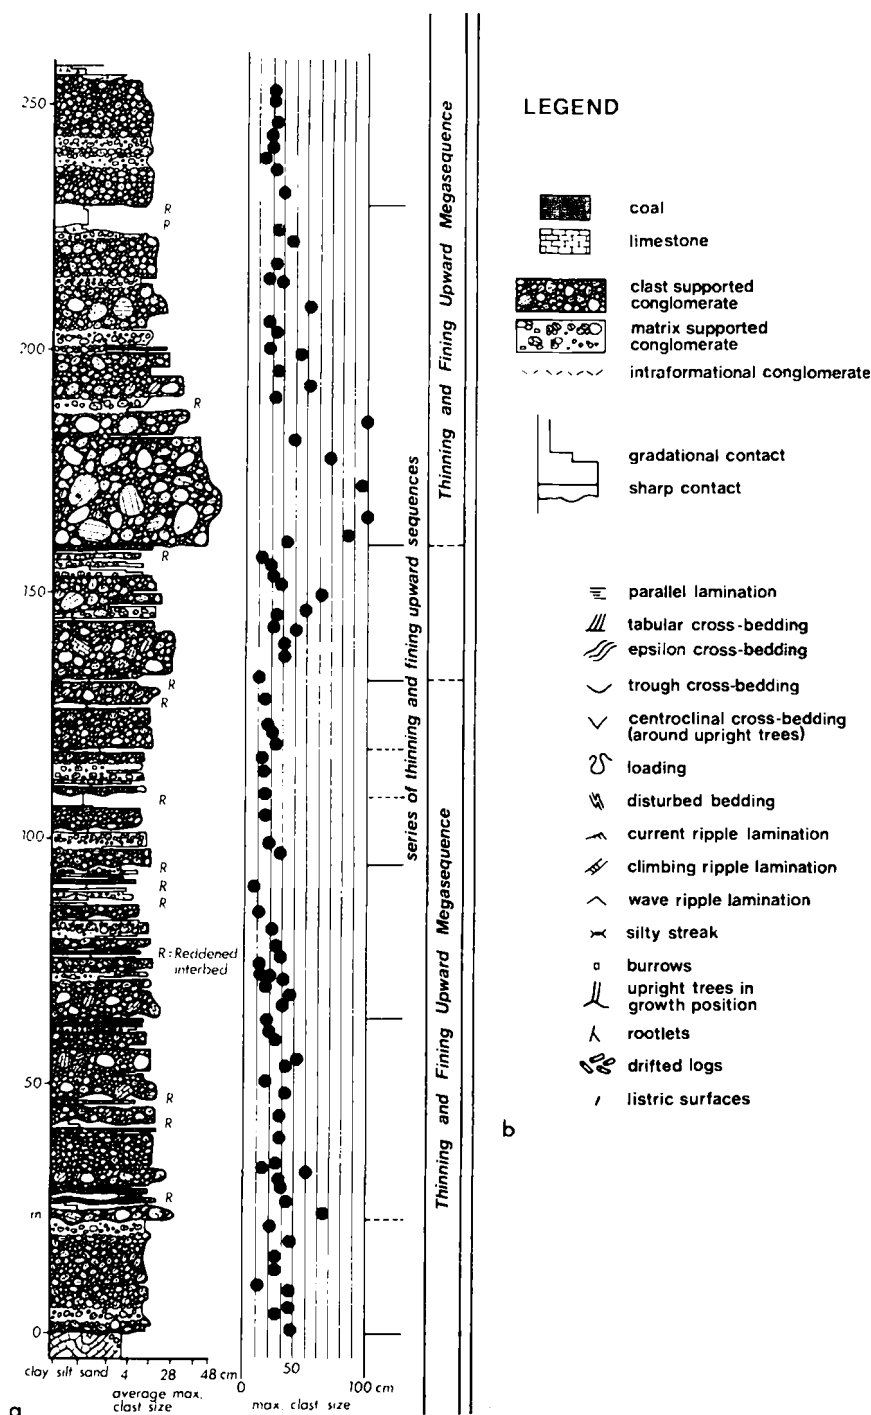 250
200
150
100
50
m
0
R
P
R
R
R
R
R
R
R
R
R = Reddened
interbed
R
R
R
clay silt sand 4 28 48 cm
average max.
clast size
0 50 100 cm
max. clast size
a
series of thinning and fining upward sequences
Thinning and Fining Upward Megasequence
Thinning and Fining Upward Megasequence
LEGEND
coal
limestone
clast supported
conglomerate
matrix supported
conglomerate
intraformational conglomerate
gradational contact
sharp contact
parallel lamination
tabular cross-bedding
epsilon cross-bedding
trough cross-bedding
centroclinal cross-bedding
(around upright trees)
loading
disturbed bedding
current ripple lamination
climbing ripple lamination
wave ripple lamination
silty streak
burrows
upright trees in
growth position
rootlets
drifted logs
listric surfaces
b